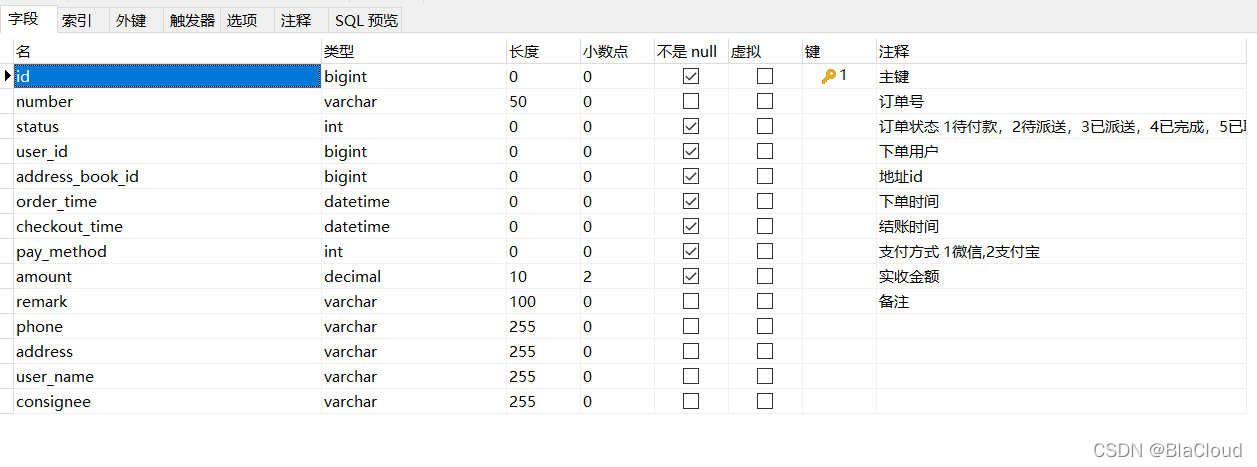 字段 索引 外键 触发器 选项 注释 SQL 预览
名 类型 长度 小数点 不是 null 虚拟 键 注释
id bigint 0 0 1 主键
number varchar 50 0 订单号
status int 0 0 订单状态 1待付款，2待派送，3已派送，4已完成，5已
user_id bigint 0 0 下单用户
address_book_id bigint 0 0 地址id
order_time datetime 0 0 下单时间
checkout_time datetime 0 0 结账时间
pay_method int 0 0 支付方式 1微信,2支付宝
amount decimal 10 2 实收金额
remark varchar 100 0 备注
phone varchar 255 0
address varchar 255 0
user_name varchar 255 0
consignee varchar 255 0
CSDN @BlaCloud